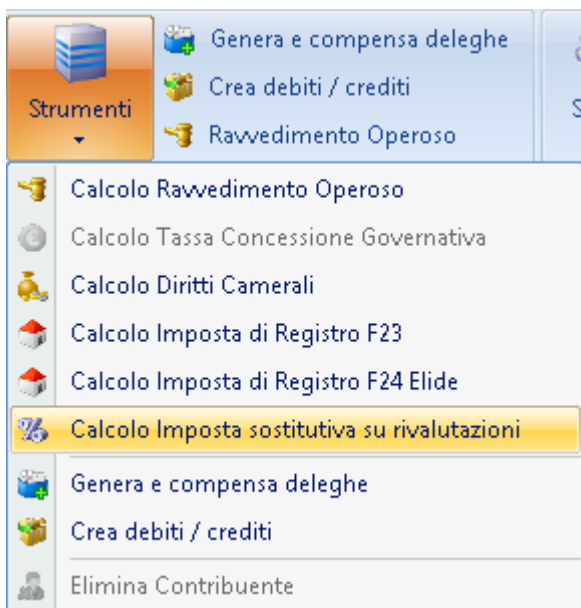 Strumenti
Genera e compensa deleghe
Crea debiti / crediti
Ravvedimento Operoso
Calcolo Ravvedimento Operoso
Calcolo Tassa Concessione Governativa
Calcolo Diritti Camerali
Calcolo Imposta di Registro F23
Calcolo Imposta di Registro F24 Elide
Calcolo Imposta sostitutiva su rivalutazioni
Genera e compensa deleghe
Crea debiti / crediti
Elimina Contribuente